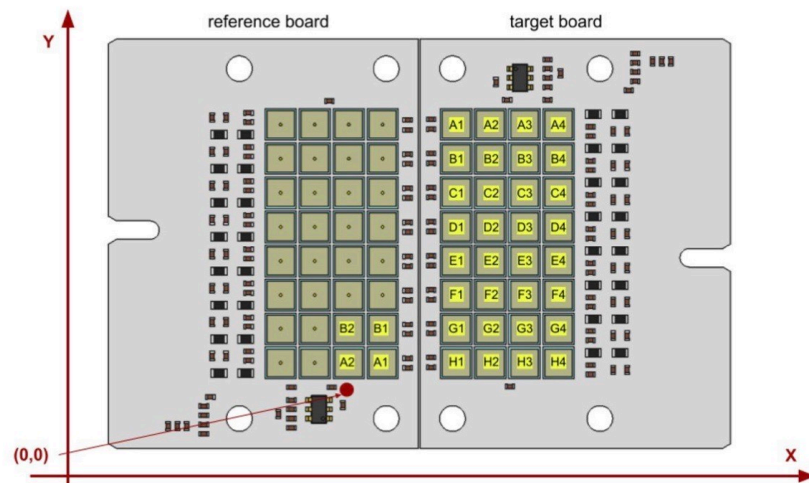 reference board target board
Y
A1 A2 A3 A4
B1 B2 B3 B4
C1 C2 C3 C4
D1 D2 D3 D4
E1 E2 E3 E4
F1 F2 F3 F4
B2 B1 G1 G2 G3 G4
A2 A1 H1 H2 H3 H4
(0,0)
X